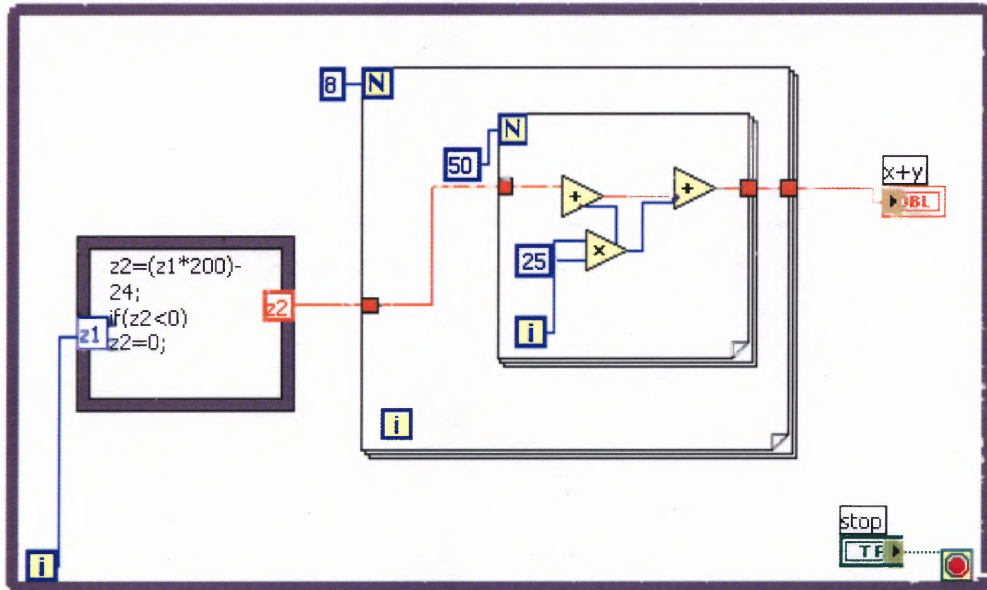 8
N
N
50
+
+
x+y
DBL
z2=(z1*200)-
24;
if(z2<0)
z2=0;
z2
z1
25
x
i
i
stop
TF
i